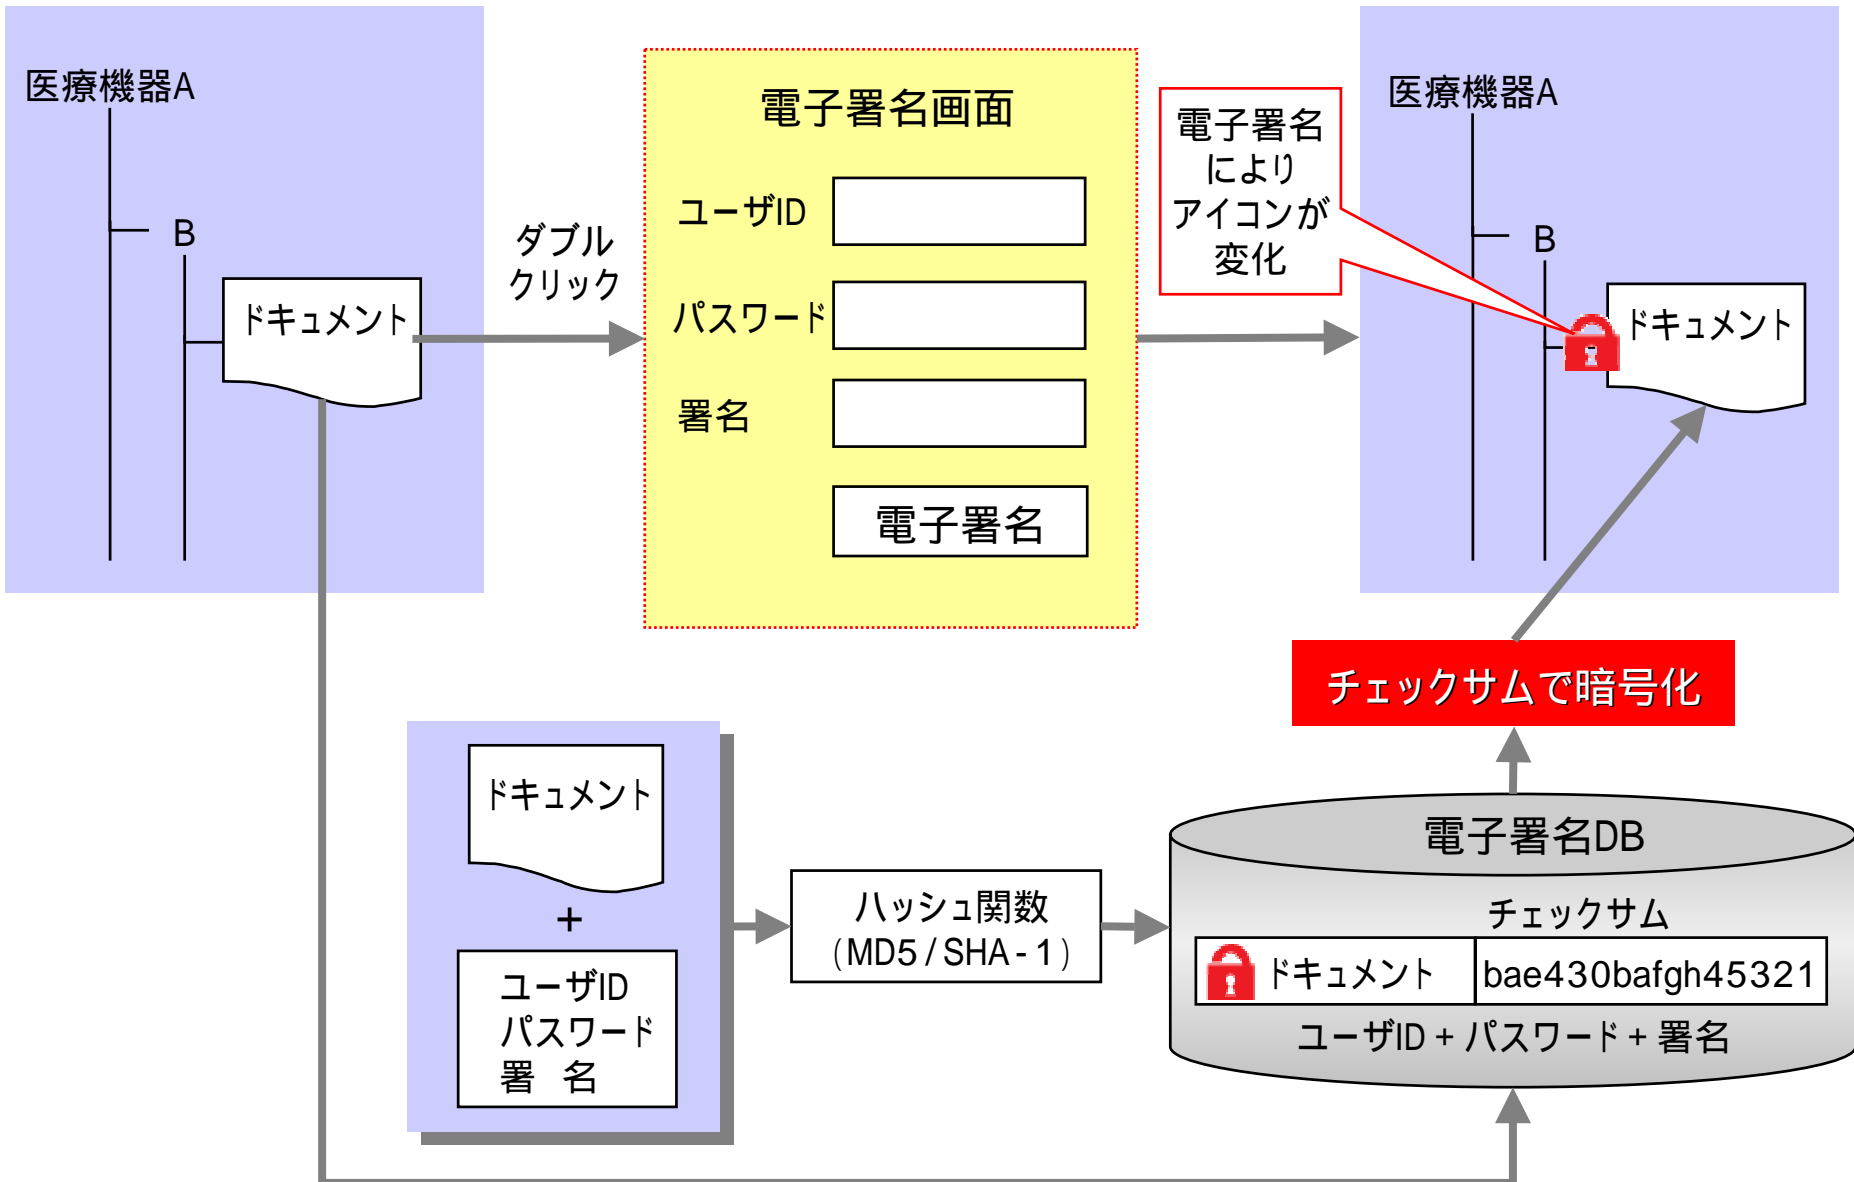 医療機器A
B
ドキュメント
ダブル
クリック
電子署名画面
ユーザID
パスワード
署名
電子署名
電子署名
により
アイコンが
変化
医療機器A
B
ドキュメント
チェックサムで暗号化
ドキュメント
+
ユーザID
パスワード
署 名
ハッシュ関数
(MD5/SHA-1)
電子署名DB
チェックサム
ドキュメント bae430bafgh45321
ユーザID+パスワード+署名